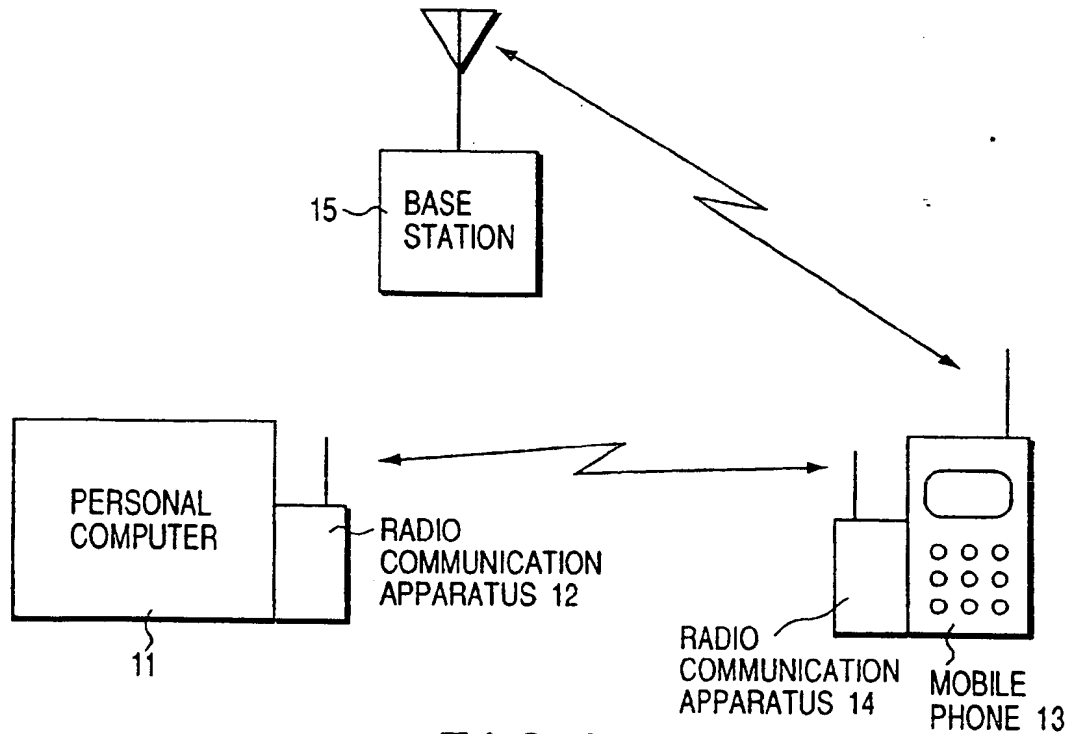 15
BASE
STATION
PERSONAL
COMPUTER
11
RADIO
COMMUNICATION
APPARATUS 12
RADIO
COMMUNICATION
APPARATUS 14
MOBILE
PHONE 13